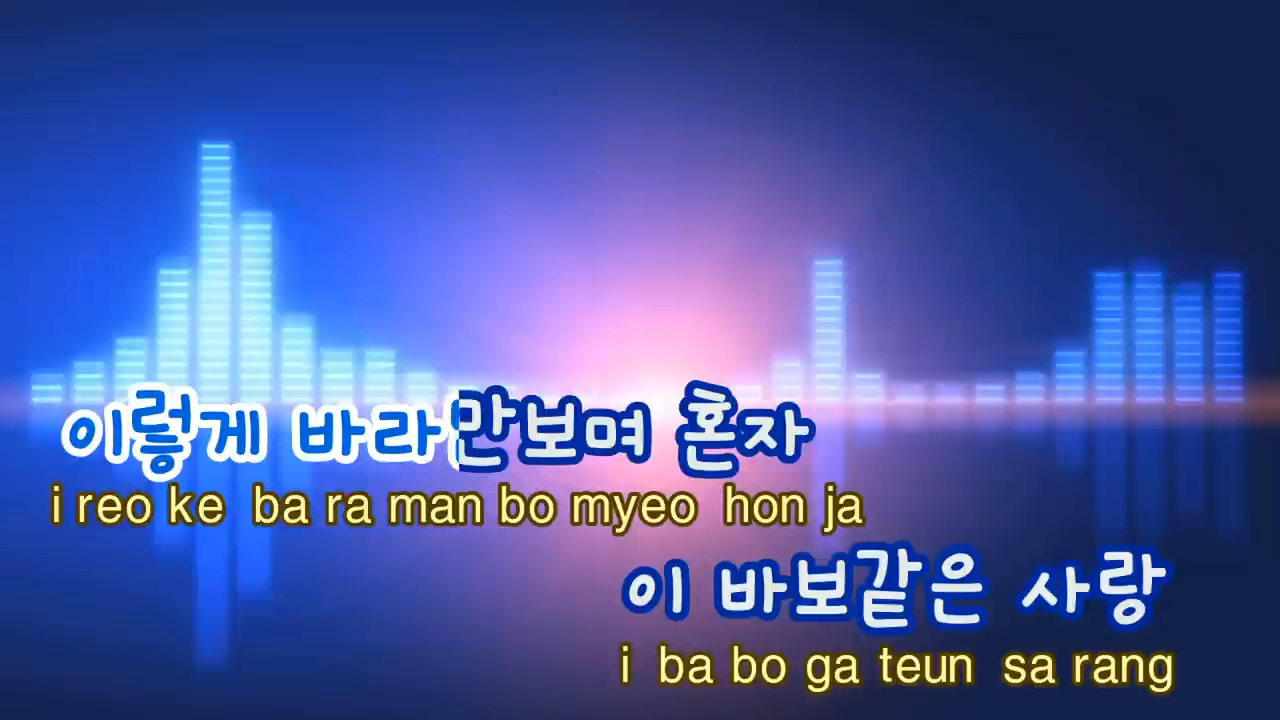 이렇게 바라만보며 혼자
i reo ke ba ra man bo myeo hon ja
이 바보같은 사랑
i ba bo ga teun sa rang